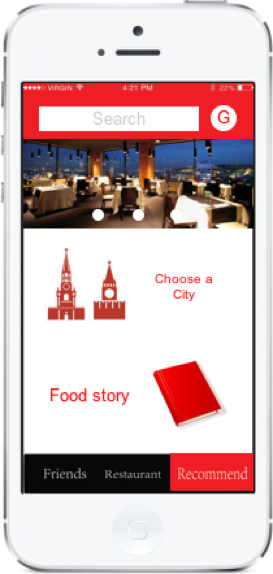 VIRGIN 4:21 PM 22%
Search G
Choose a
City
Food story
Friends Restaurant Recommend